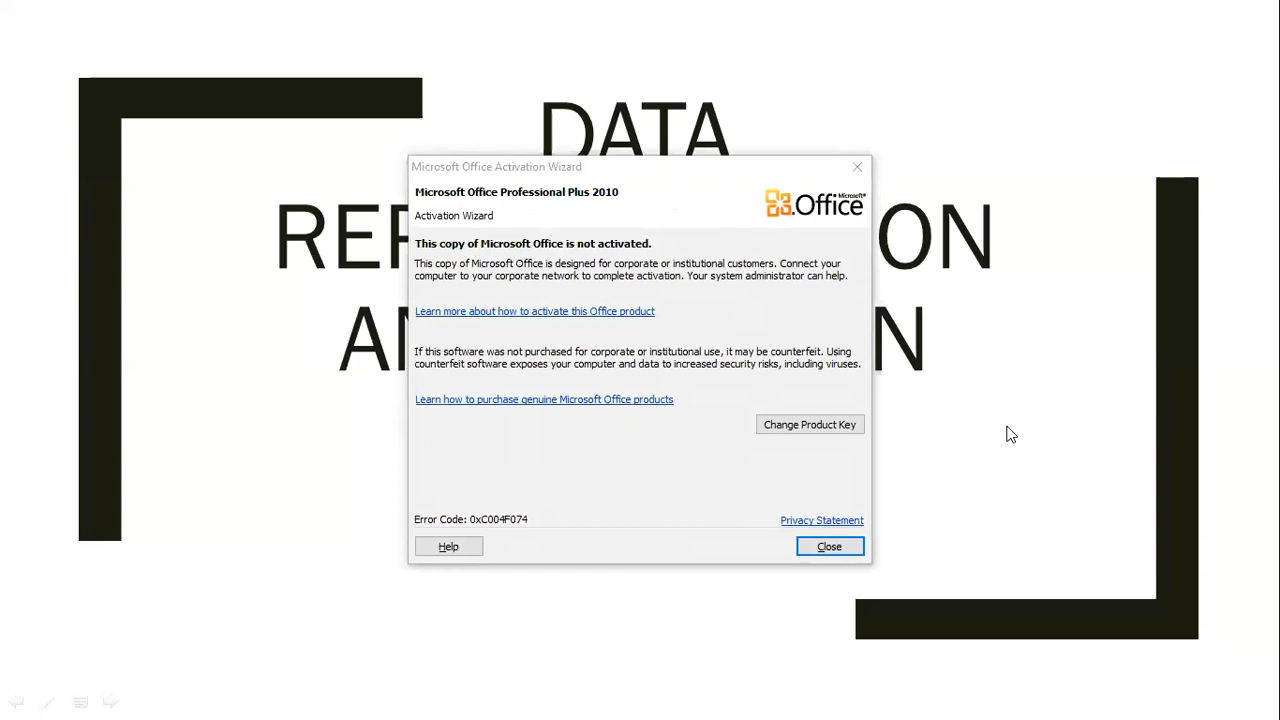 DATA
REP
ON
AN
N
Microsoft Office Activation Wizard
Microsoft Office Professional Plus 2010
Microsoft®
Office
Activation Wizard
This copy of Microsoft Office is not activated.
This copy of Microsoft Office is designed for corporate or institutional customers. Connect your
computer to your corporate network to complete activation. Your system administrator can help.
Learn more about how to activate this Office product
If this software was not purchased for corporate or institutional use, it may be counterfeit. Using
counterfeit software exposes your computer and data to increased security risks, including viruses.
Learn how to purchase genuine Microsoft Office products
Change Product Key
Error Code: 0xC004F074
Privacy Statement
Help
Close